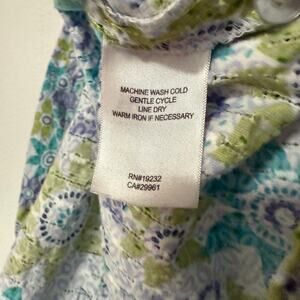 MACHINE WASH COLD
GENTLE CYCLE
LINE DRY
WARM IRON IF NECESSARY
RN#19232
CA#29961